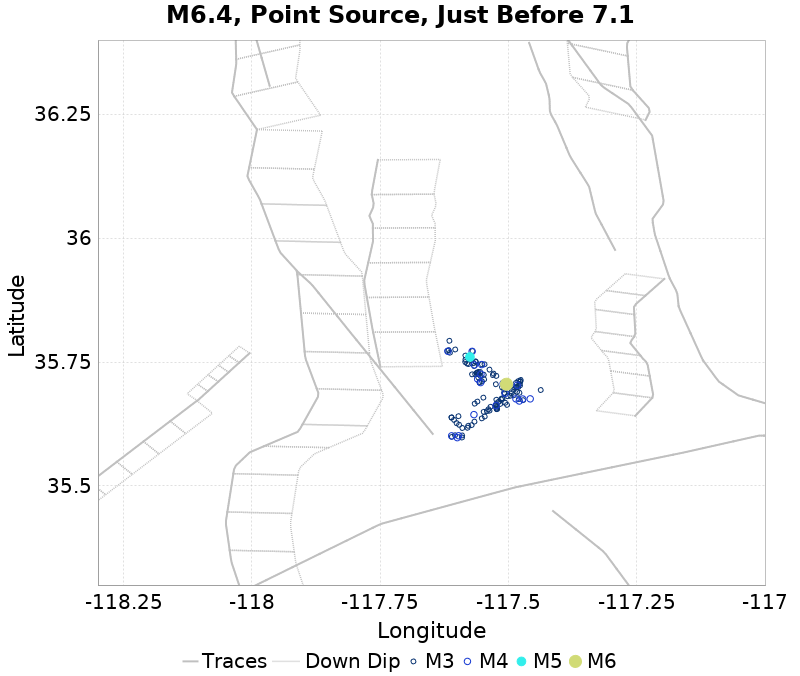 M6.4, Point Source, Just Before 7.1
36.25
36
35.75
35.5
Latitude
-118.25 -118 -117.75 -117.5 -117.25 -117
Longitude
Traces Down Dip M3 M4 M5 M6